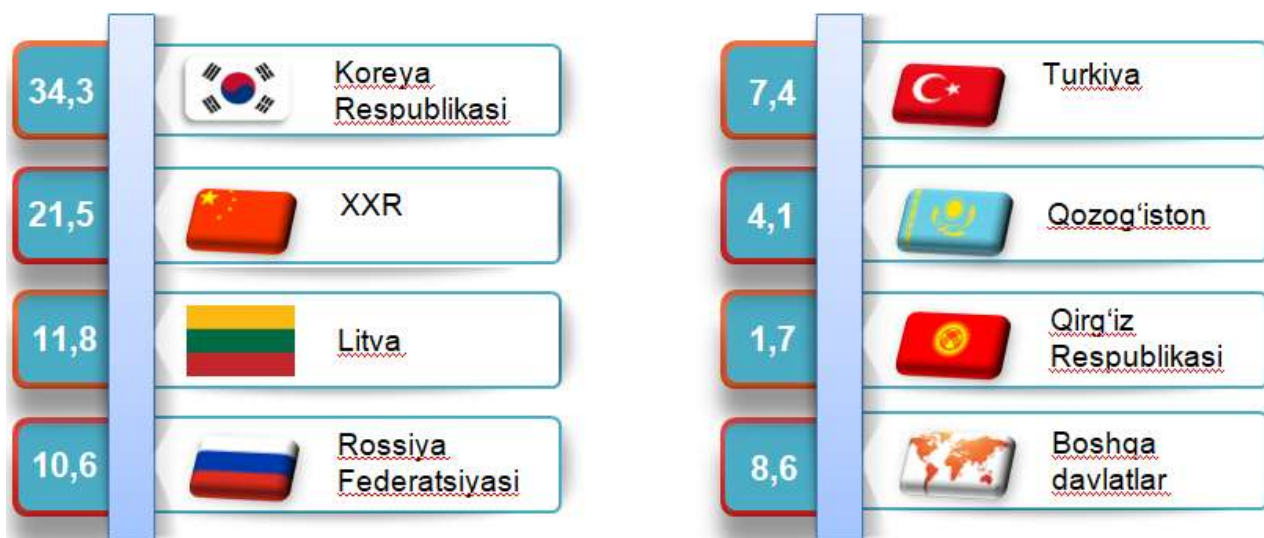 34,3
Koreya
Respublikasi
21,5
XXR
11,8
Litva
10,6
Rossiya
Federatsiyasi
7,4
Turkiya
4,1
Qozog‘iston
1,7
Qirg‘iz
Respublikasi
8,6
Boshqa
davlatlar